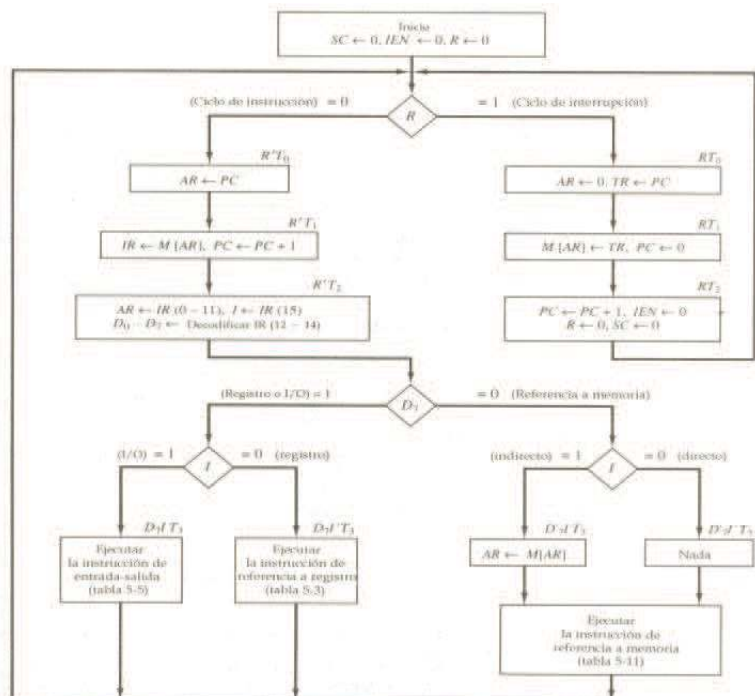 Inicio
SC ← 0, IEN ← 0, R ← 0
(Ciclo de instrucción) = 0
R
= 1 (Ciclo de interrupción)
R'T₀
AR ← PC
RT₀
AR ← 0, TR ← PC
R'T₁
IR ← M [AR], PC ← PC + 1
RT₁
M [AR] ← TR, PC ← 0
R'T₂
AR ← IR (0 – 11), I ← IR (15)
D₀ – D₇ ← Decodificar IR (12 – 14)
RT₂
PC ← PC + 1, IEN ← 0
R ← 0, SC ← 0
(Registro o I/O) = 1
D₇
= 0 (Referencia a memoria)
(I/O) = 1
I
= 0 (registro)
(indirecto) = 1
I
= 0 (directo)
D₇I T₃
Ejecutar
la instrucción de
entrada-salida
(tabla 5-5)
D₇I'T₃
Ejecutar
la instrucción de
referencia a registro
(tabla 5-3)
D'₇I T₃
AR ← M[AR]
D'₇I'T₃
Nada
Ejecutar
la instrucción de
referencia a memoria
(tabla 5-11)